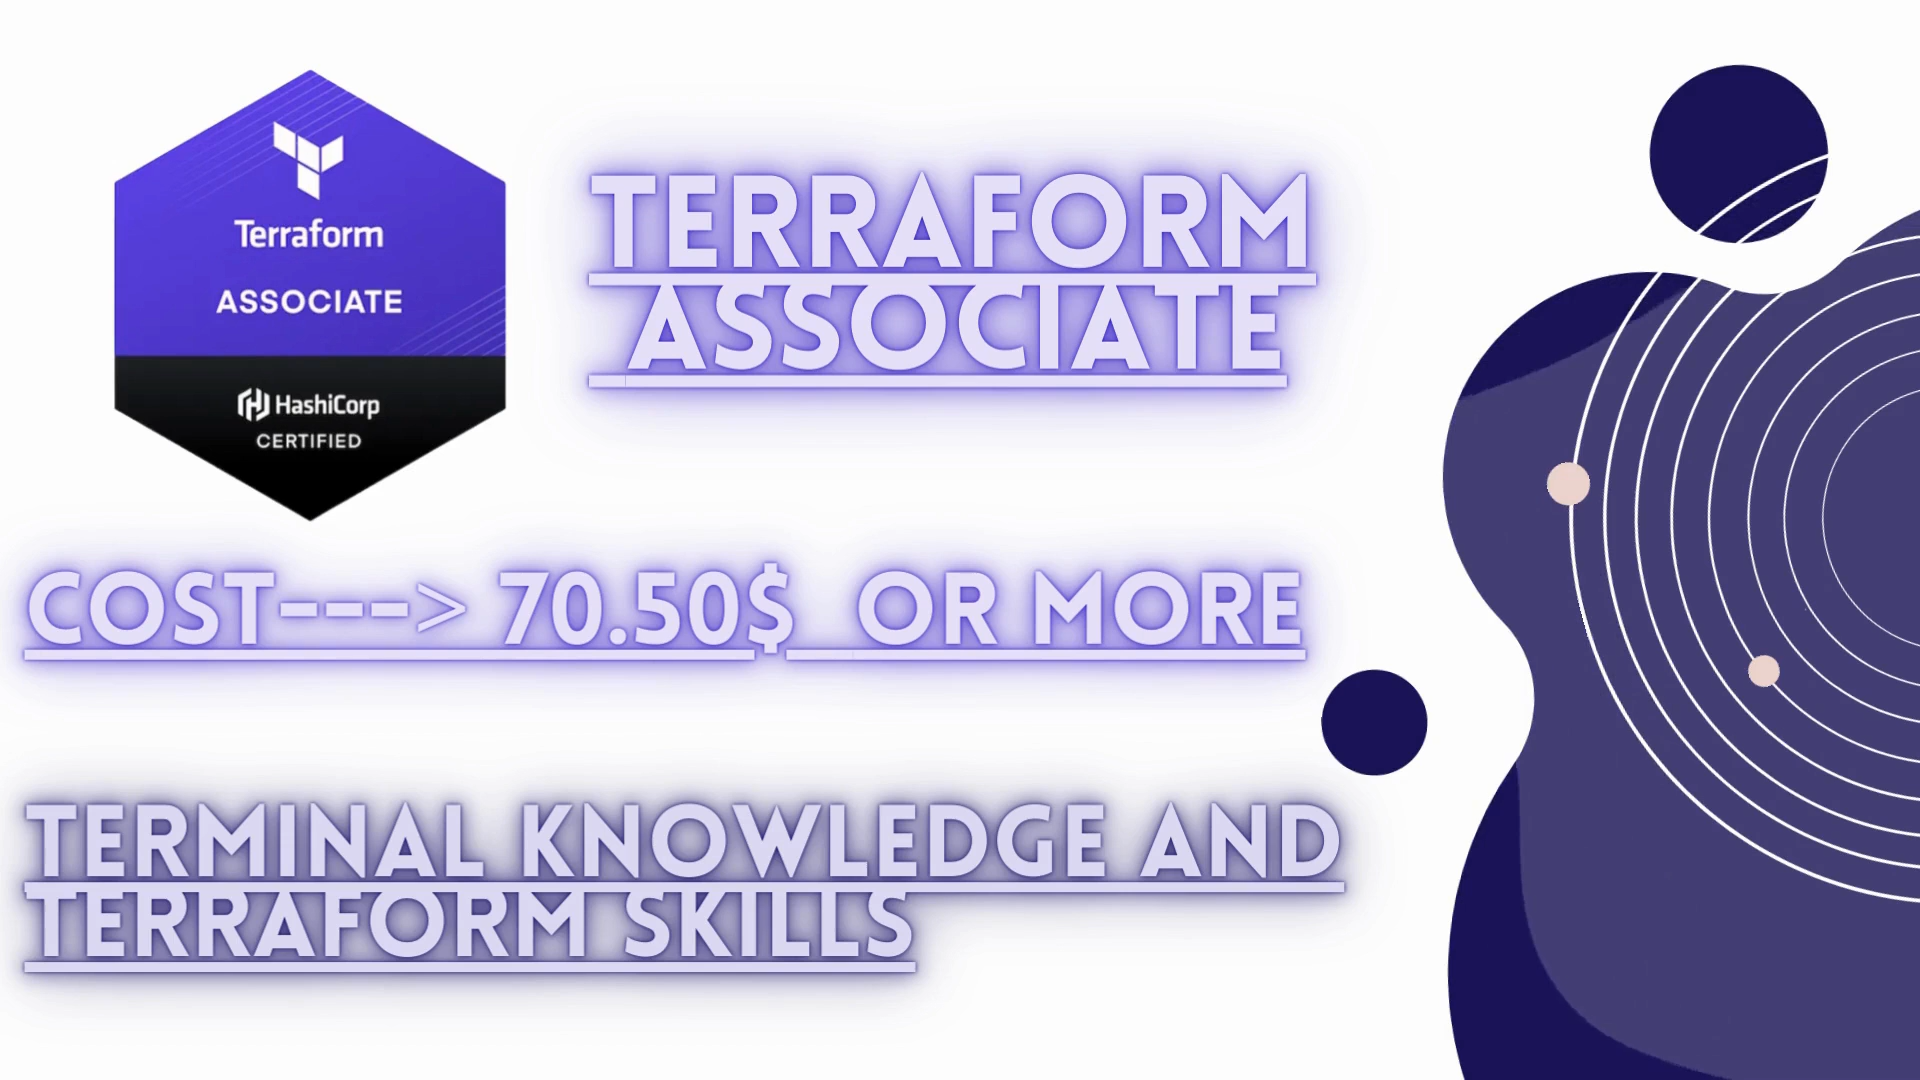 Terraform
ASSOCIATE
HashiCorp
CERTIFIED
TERRAFORM
ASSOCIATE
COST---> 70.50$ OR MORE
TERMINAL KNOWLEDGE AND
TERRAFORM SKILLS